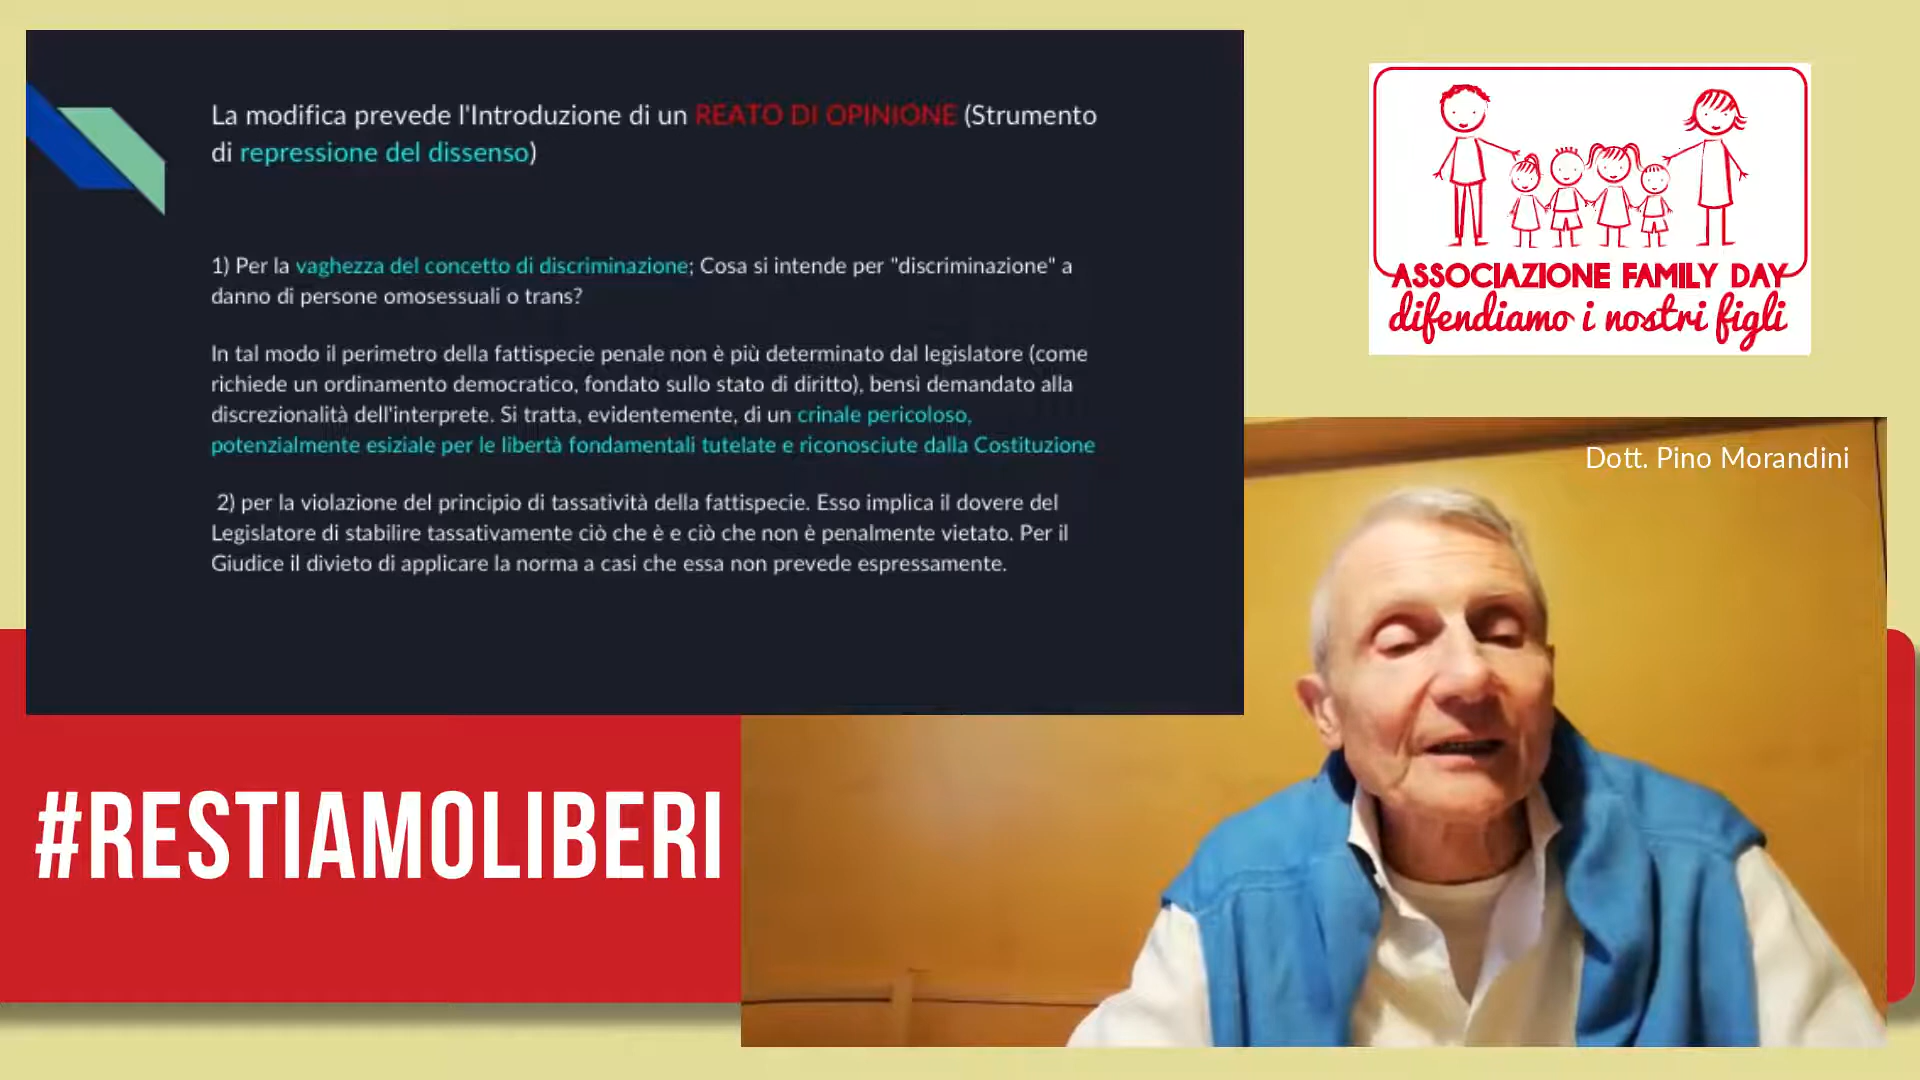 La modifica prevede l'Introduzione di un REATO DI OPINIONE (Strumento
di repressione del dissenso)
1) Per la vaghezza del concetto di discriminazione; Cosa si intende per "discriminazione" a
danno di persone omosessuali o trans?
In tal modo il perimetro della fattispecie penale non è più determinato dal legislatore (come
richiede un ordinamento democratico, fondato sullo stato di diritto), bensì demandato alla
discrezionalità dell'interprete. Si tratta, evidentemente, di un crinale pericoloso,
potenzialmente esiziale per le libertà fondamentali tutelate e riconosciute dalla Costituzione
2) per la violazione del principio di tassatività della fattispecie. Esso implica il dovere del
Legislatore di stabilire tassativamente ciò che è e ciò che non è penalmente vietato. Per il
Giudice il divieto di applicare la norma a casi che essa non prevede espressamente.
ASSOCIAZIONE FAMILY DAY
difendiamo i nostri figli
Dott. Pino Morandini
#RESTIAMOLIBERI